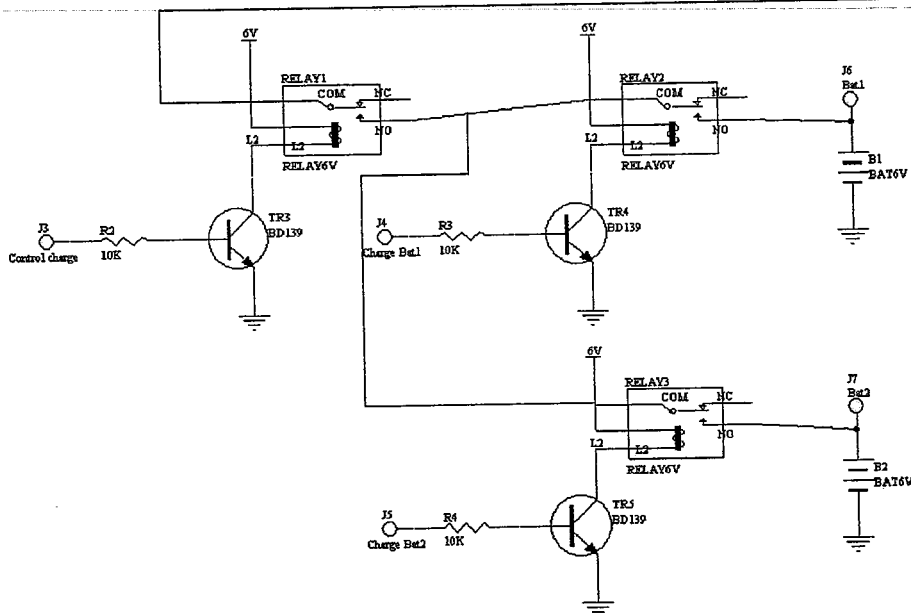 6V
RELAY1
COM
NC
NO
L2
L2
RELAY6V
6V
RELAY2
COM
NC
NO
L2
L2
RELAY6V
J6
Bat1
B1
BAT6V
J3
Control charge
R2
10K
TR3
BD139
J4
Charge Bat1
R3
10K
TR4
BD139
6V
RELAY3
COM
NC
NO
L2
L2
RELAY6V
J7
Bat2
B2
BAT6V
J5
Charge Bat2
R4
10K
TR5
BD139